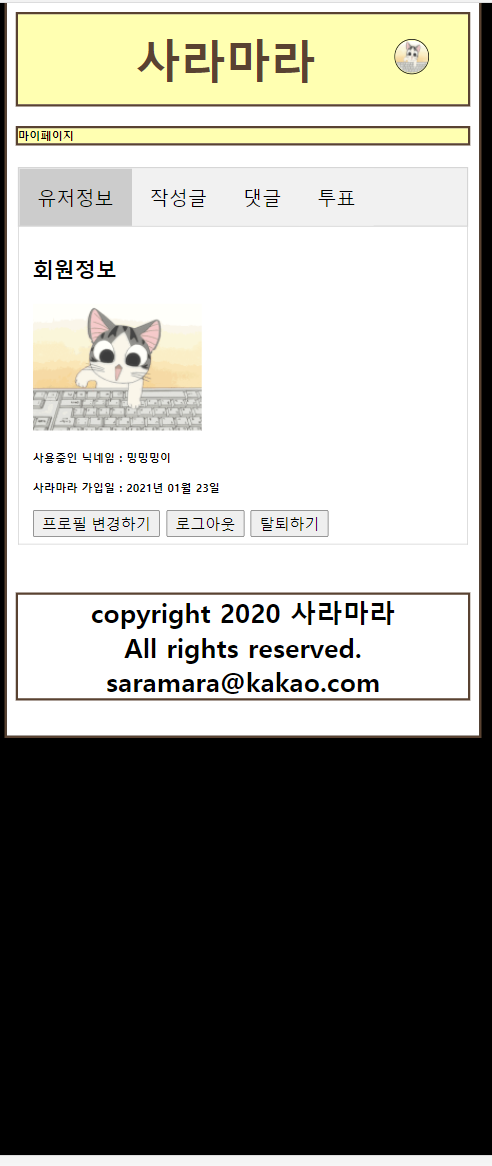 사라마라
마이페이지
유저정보 작성글 댓글 투표
회원정보
사용중인 닉네임 : 밍밍밍이
사라마라 가입일 : 2021년 01월 23일
프로필 변경하기 로그아웃 탈퇴하기
copyright 2020 사라마라
All rights reserved.
saramara@kakao.com